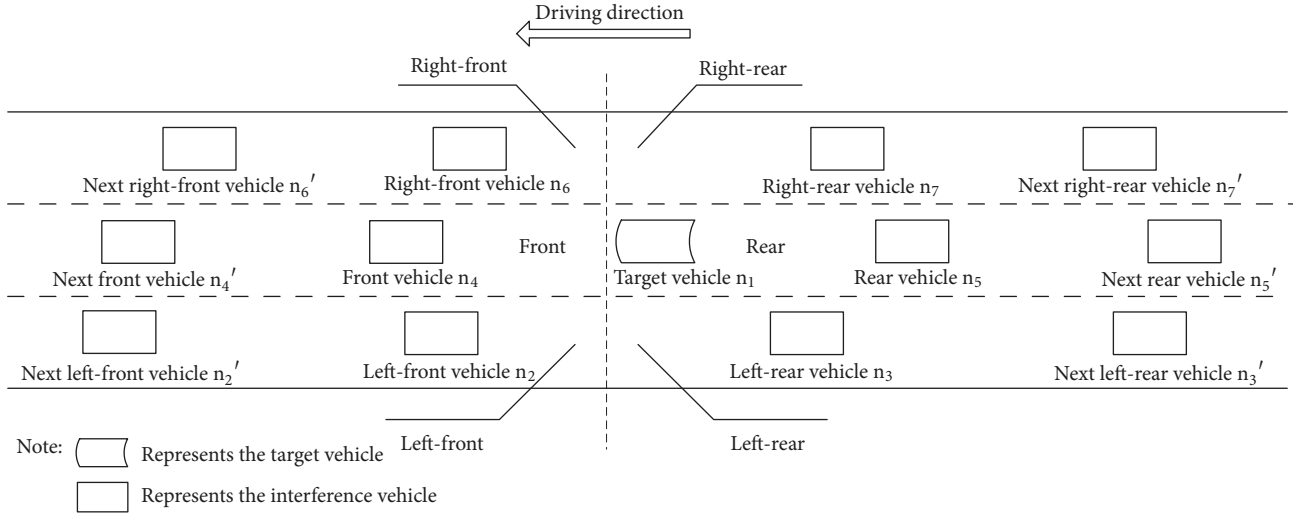 Driving direction
Right-front
Right-rear
Next right-front vehicle n₆′
Right-front vehicle n₆
Right-rear vehicle n₇
Next right-rear vehicle n₇′
Front
Rear
Next front vehicle n₄′
Front vehicle n₄
Target vehicle n₁
Rear vehicle n₅
Next rear vehicle n₅′
Next left-front vehicle n₂′
Left-front vehicle n₂
Left-rear vehicle n₃
Next left-rear vehicle n₃′
Left-front
Left-rear
Note:
Represents the target vehicle
Represents the interference vehicle